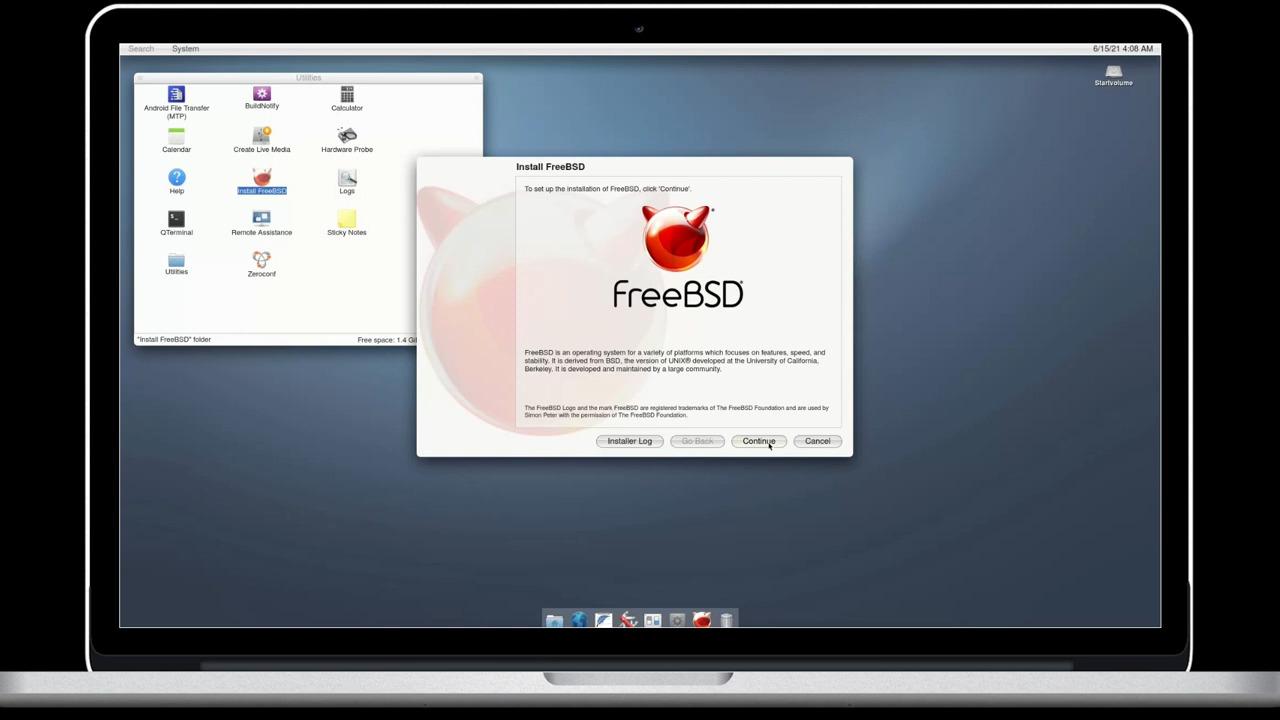 Search System 6/15/21 4:08 AM
Startvolume
Utilities
Android File Transfer
(MTP)
BuildNotify
Calculator
Calendar
Create Live Media
Hardware Probe
Help
Install FreeBSD
Logs
QTerminal
Remote Assistance
Sticky Notes
Utilities
Zeroconf
"Install FreeBSD" folder
Free space: 1.4 Gi
Install FreeBSD
To set up the installation of FreeBSD, click 'Continue'.
FreeBSD
FreeBSD is an operating system for a variety of platforms which focuses on features, speed, and
stability. It is derived from BSD, the version of UNIX® developed at the University of California,
Berkeley. It is developed and maintained by a large community.
The FreeBSD Logo and the mark FreeBSD are registered trademarks of The FreeBSD Foundation and are used by
Simon Peter with the permission of The FreeBSD Foundation.
Installer Log Go Back Continue Cancel